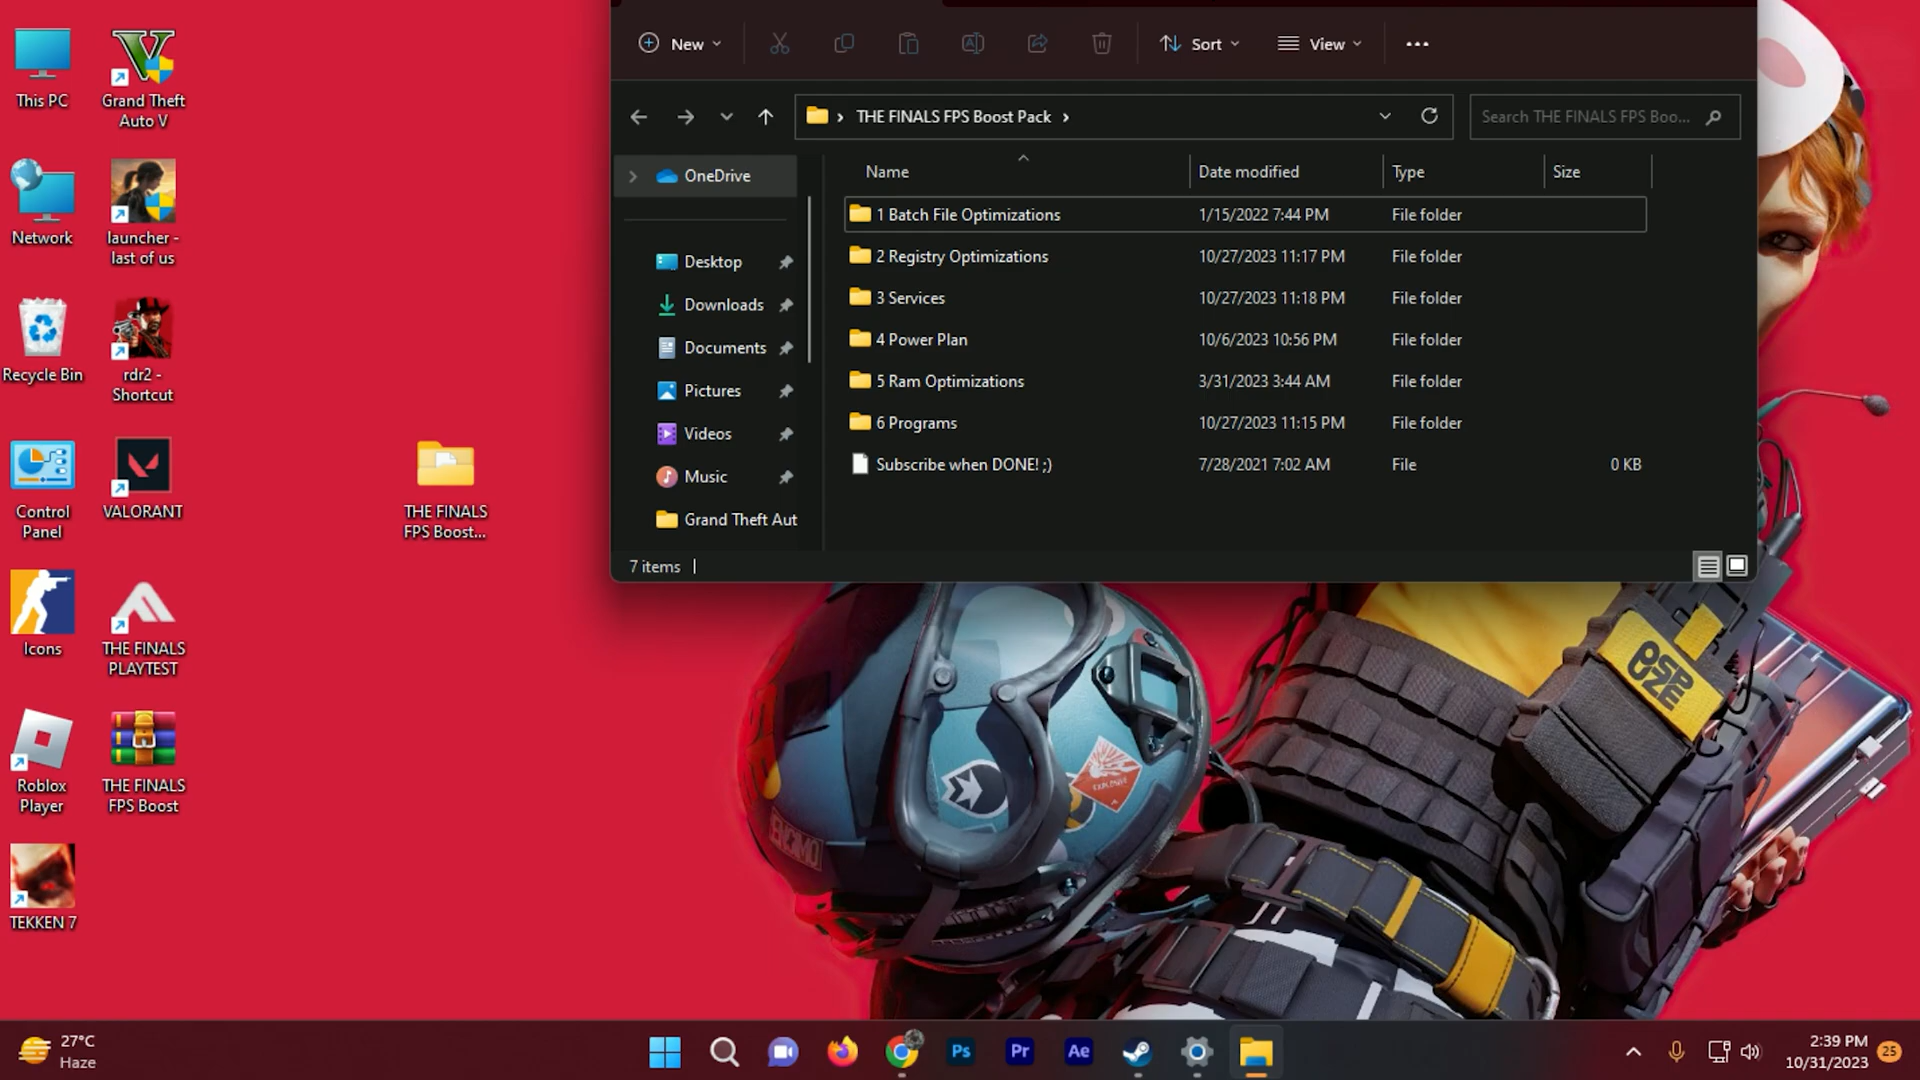 This PC
Grand Theft
Auto V
Network
launcher -
last of us
Recycle Bin
rdr2 -
Shortcut
Control
Panel
VALORANT
THE FINALS
FPS Boost...
Icons
THE FINALS
PLAYTEST
Roblox
Player
THE FINALS
FPS Boost
TEKKEN 7
New
Sort
View
THE FINALS FPS Boost Pack
Search THE FINALS FPS Boo...
OneDrive
Desktop
Downloads
Documents
Pictures
Videos
Music
Grand Theft Aut
Name Date modified Type Size
1 Batch File Optimizations 1/15/2022 7:44 PM File folder
2 Registry Optimizations 10/27/2023 11:17 PM File folder
3 Services 10/27/2023 11:18 PM File folder
4 Power Plan 10/6/2023 10:56 PM File folder
5 Ram Optimizations 3/31/2023 3:44 AM File folder
6 Programs 10/27/2023 11:15 PM File folder
Subscribe when DONE! ;) 7/28/2021 7:02 AM File 0 KB
7 items
27°C
Haze
Ps
Pr
Ae
2:39 PM
10/31/2023
25